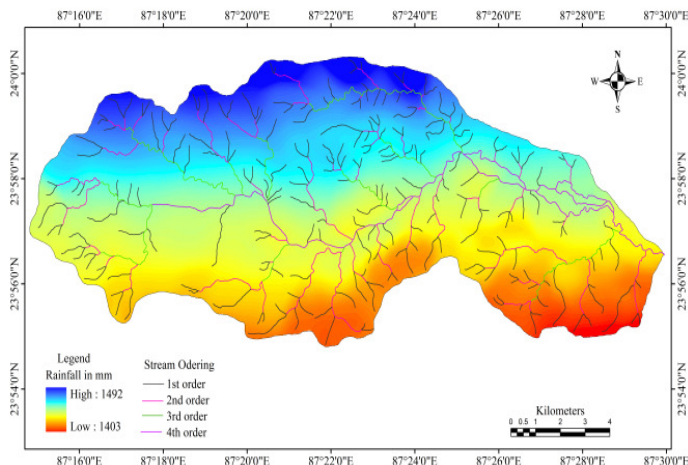 87°16'0"E 87°18'0"E 87°20'0"E 87°22'0"E 87°24'0"E 87°26'0"E 87°28'0"E 87°30'0"E
N
W E
S
24°0'0"N 24°0'0"N
23°58'0"N 23°58'0"N
23°56'0"N 23°56'0"N
23°54'0"N 23°54'0"N
Legend
Rainfall in mm
High : 1492
Low : 1403
Stream Odering
1st order
2nd order
3rd order
4th order
Kilometers
0 0.5 1 2 3 4
87°16'0"E 87°18'0"E 87°20'0"E 87°22'0"E 87°24'0"E 87°26'0"E 87°28'0"E 87°30'0"E